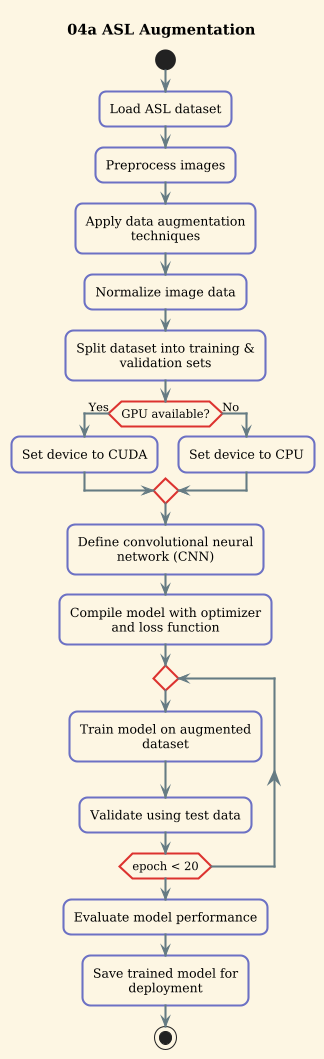 04a ASL Augmentation
Load ASL dataset
Preprocess images
Apply data augmentation
techniques
Normalize image data
Split dataset into training &
validation sets
Yes
GPU available?
No
Set device to CUDA
Set device to CPU
Define convolutional neural
network (CNN)
Compile model with optimizer
and loss function
Train model on augmented
dataset
Validate using test data
epoch < 20
Evaluate model performance
Save trained model for
deployment